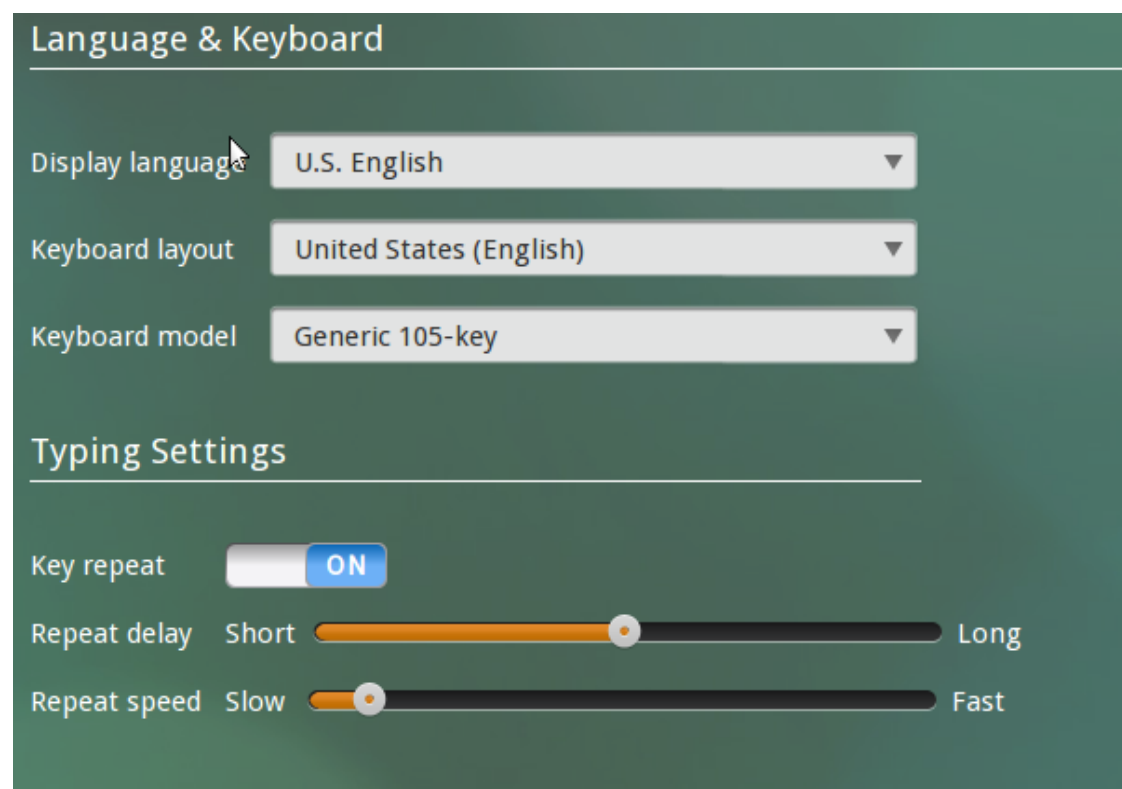 Language & Keyboard
Display language U.S. English
Keyboard layout United States (English)
Keyboard model Generic 105-key
Typing Settings
Key repeat ON
Repeat delay Short Long
Repeat speed Slow Fast